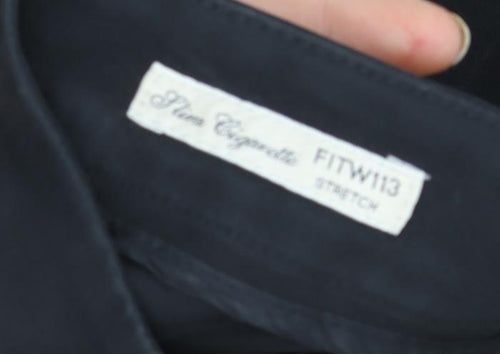 Slim Cigarette FITW113
STRETCH